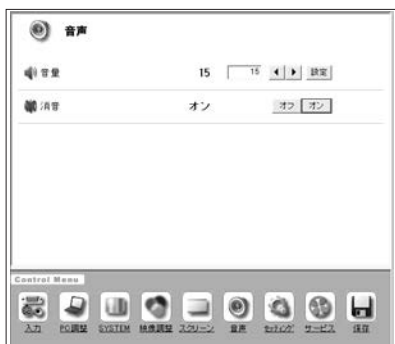 音声
音量 15 15 設定
消音 オン オフ オン
Control Menu
入力 PC調整 SYSTEM 映像調整 スクリーン 音声 セッティング サービス 保存